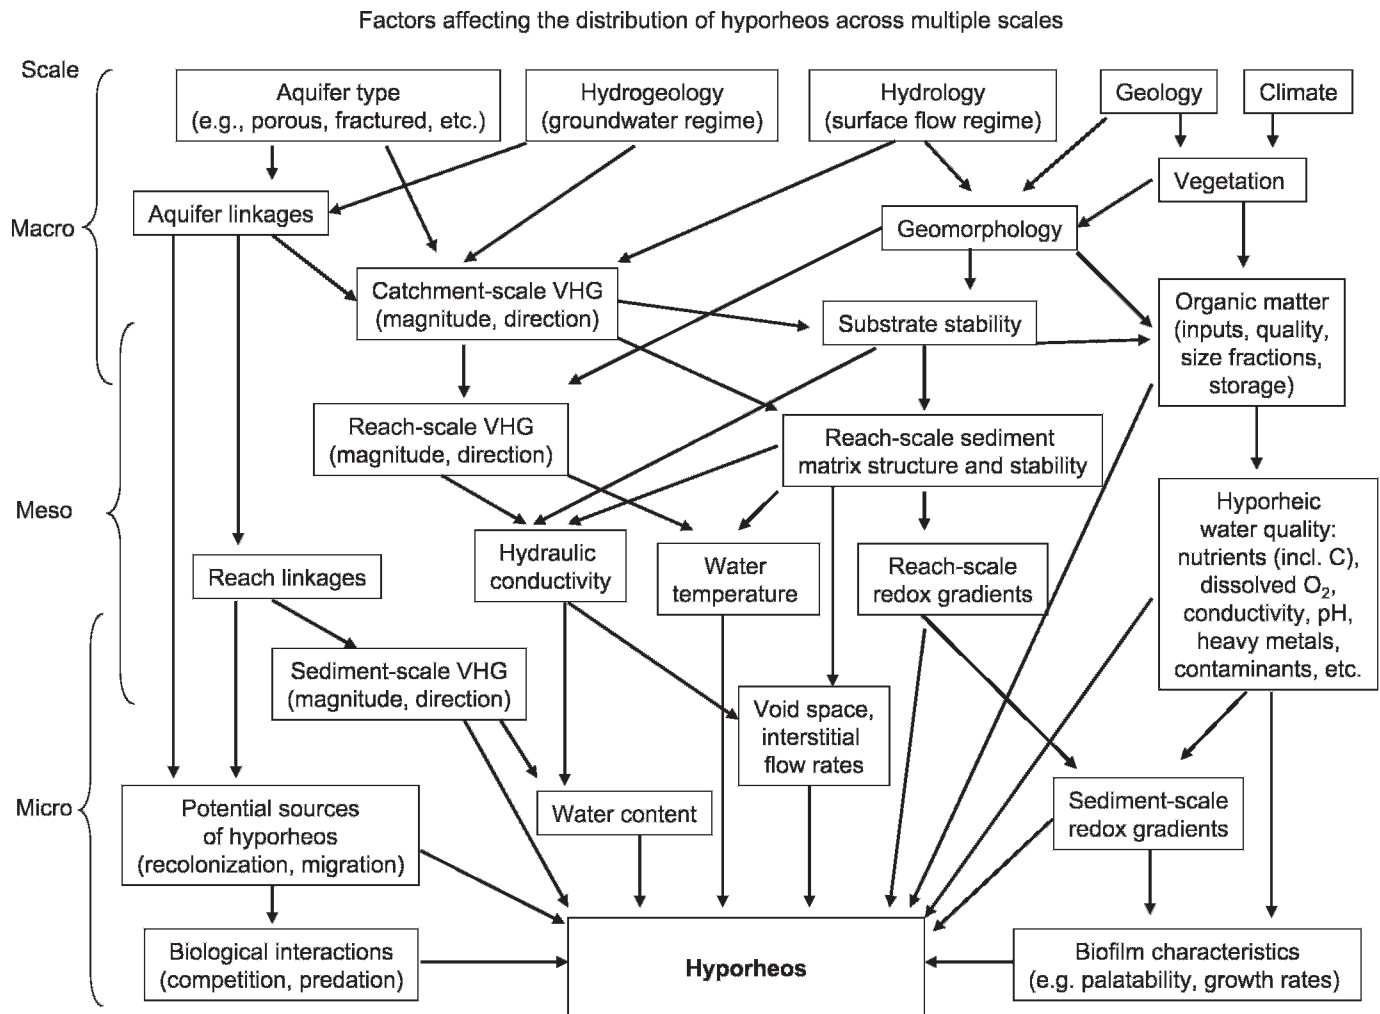 Factors affecting the distribution of hyporheos across multiple scales
Scale
Aquifer type
(e.g., porous, fractured, etc.)
Hydrogeology
(groundwater regime)
Hydrology
(surface flow regime)
Geology
Climate
Vegetation
Aquifer linkages
Macro
Geomorphology
Catchment-scale VHG
(magnitude, direction)
Substrate stability
Organic matter
(inputs, quality,
size fractions,
storage)
Reach-scale VHG
(magnitude, direction)
Reach-scale sediment
matrix structure and stability
Meso
Hyporheic
water quality:
nutrients (incl. C),
dissolved O₂,
conductivity, pH,
heavy metals,
contaminants, etc.
Hydraulic
conductivity
Water
temperature
Reach-scale
redox gradients
Reach linkages
Sediment-scale VHG
(magnitude, direction)
Void space,
interstitial
flow rates
Micro
Potential sources
of hyporheos
(recolonization, migration)
Water content
Sediment-scale
redox gradients
Biological interactions
(competition, predation)
Hyporheos
Biofilm characteristics
(e.g. palatability, growth rates)